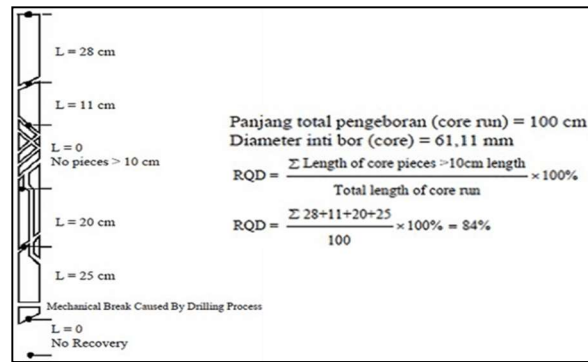 L = 28 cm
L = 11 cm
L = 0
No pieces > 10 cm
L = 20 cm
L = 25 cm
Mechanical Break Caused By Drilling Process
L = 0
No Recovery
Panjang total pengeboran (core run) = 100 cm
Diameter inti bor (core) = 61,11 mm
RQD = Σ Length of core pieces >10cm length / Total length of core run × 100%
RQD = Σ 28+11+20+25 / 100 × 100% = 84%